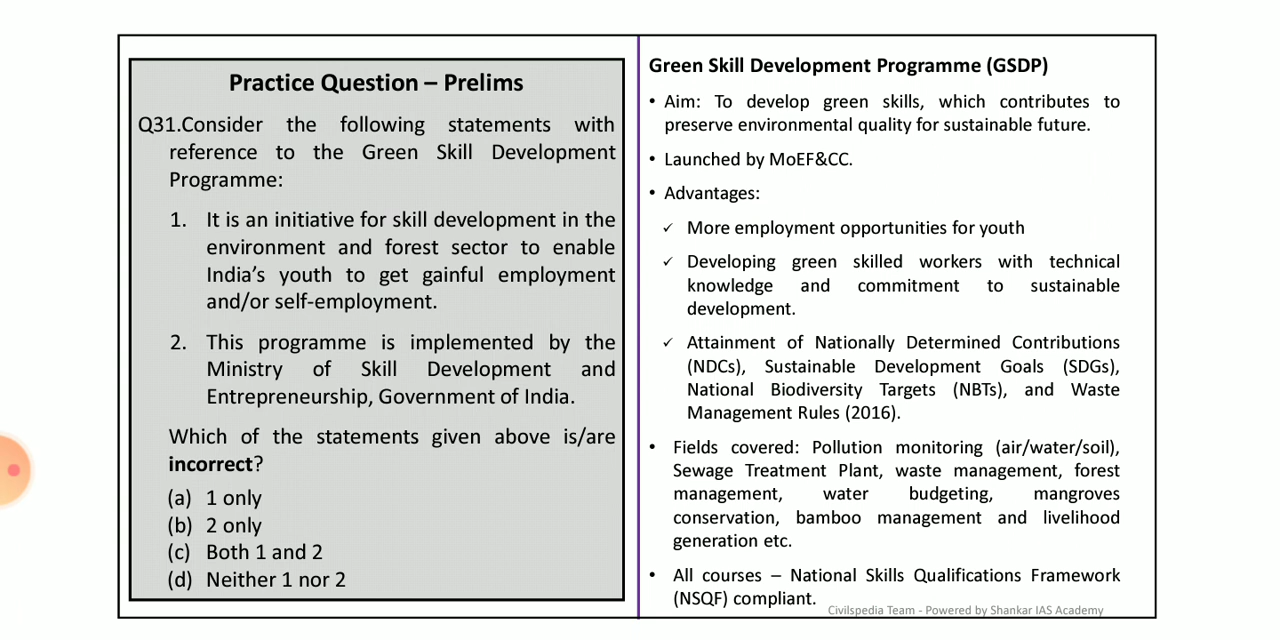 Practice Question – Prelims
Q31.Consider the following statements with
reference to the Green Skill Development
Programme:
1. It is an initiative for skill development in the
environment and forest sector to enable
India's youth to get gainful employment
and/or self-employment.
2. This programme is implemented by the
Ministry of Skill Development and
Entrepreneurship, Government of India.
Which of the statements given above is/are
incorrect?
(a) 1 only
(b) 2 only
(c) Both 1 and 2
(d) Neither 1 nor 2
Green Skill Development Programme (GSDP)
• Aim: To develop green skills, which contributes to
preserve environmental quality for sustainable future.
• Launched by MoEF&CC.
• Advantages:
✓ More employment opportunities for youth
✓ Developing green skilled workers with technical
knowledge and commitment to sustainable
development.
✓ Attainment of Nationally Determined Contributions
(NDCs), Sustainable Development Goals (SDGs),
National Biodiversity Targets (NBTs), and Waste
Management Rules (2016).
• Fields covered: Pollution monitoring (air/water/soil),
Sewage Treatment Plant, waste management, forest
management, water budgeting, mangroves
conservation, bamboo management and livelihood
generation etc.
• All courses – National Skills Qualifications Framework
(NSQF) compliant.
Civilspedia Team - Powered by Shankar IAS Academy